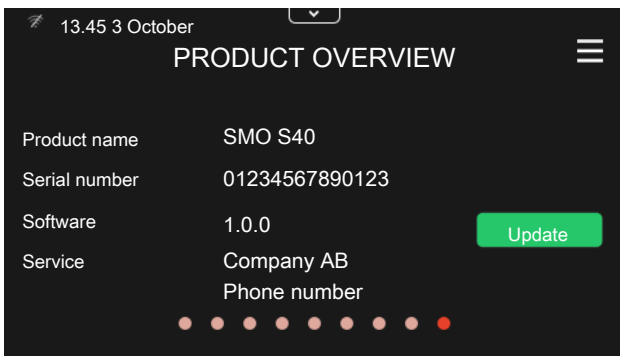 13.45 3 October
PRODUCT OVERVIEW
Product name SMO S40
Serial number 01234567890123
Software 1.0.0 Update
Service Company AB
Phone number